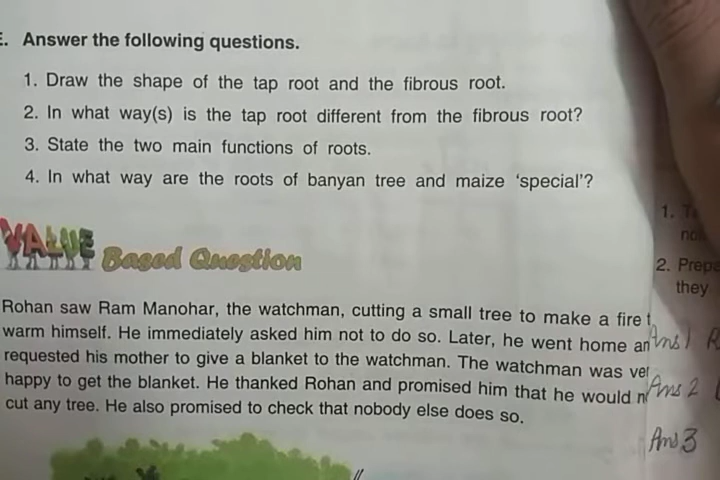 E. Answer the following questions.
1. Draw the shape of the tap root and the fibrous root.
2. In what way(s) is the tap root different from the fibrous root?
3. State the two main functions of roots.
4. In what way are the roots of banyan tree and maize ‘special’?
1.
2. Prepa
they
VALUE Based Question
Rohan saw Ram Manohar, the watchman, cutting a small tree to make a fire t
warm himself. He immediately asked him not to do so. Later, he went home an
requested his mother to give a blanket to the watchman. The watchman was ver
happy to get the blanket. He thanked Rohan and promised him that he would n
cut any tree. He also promised to check that nobody else does so.
Ans 1 R
Ans 2
Ans 3